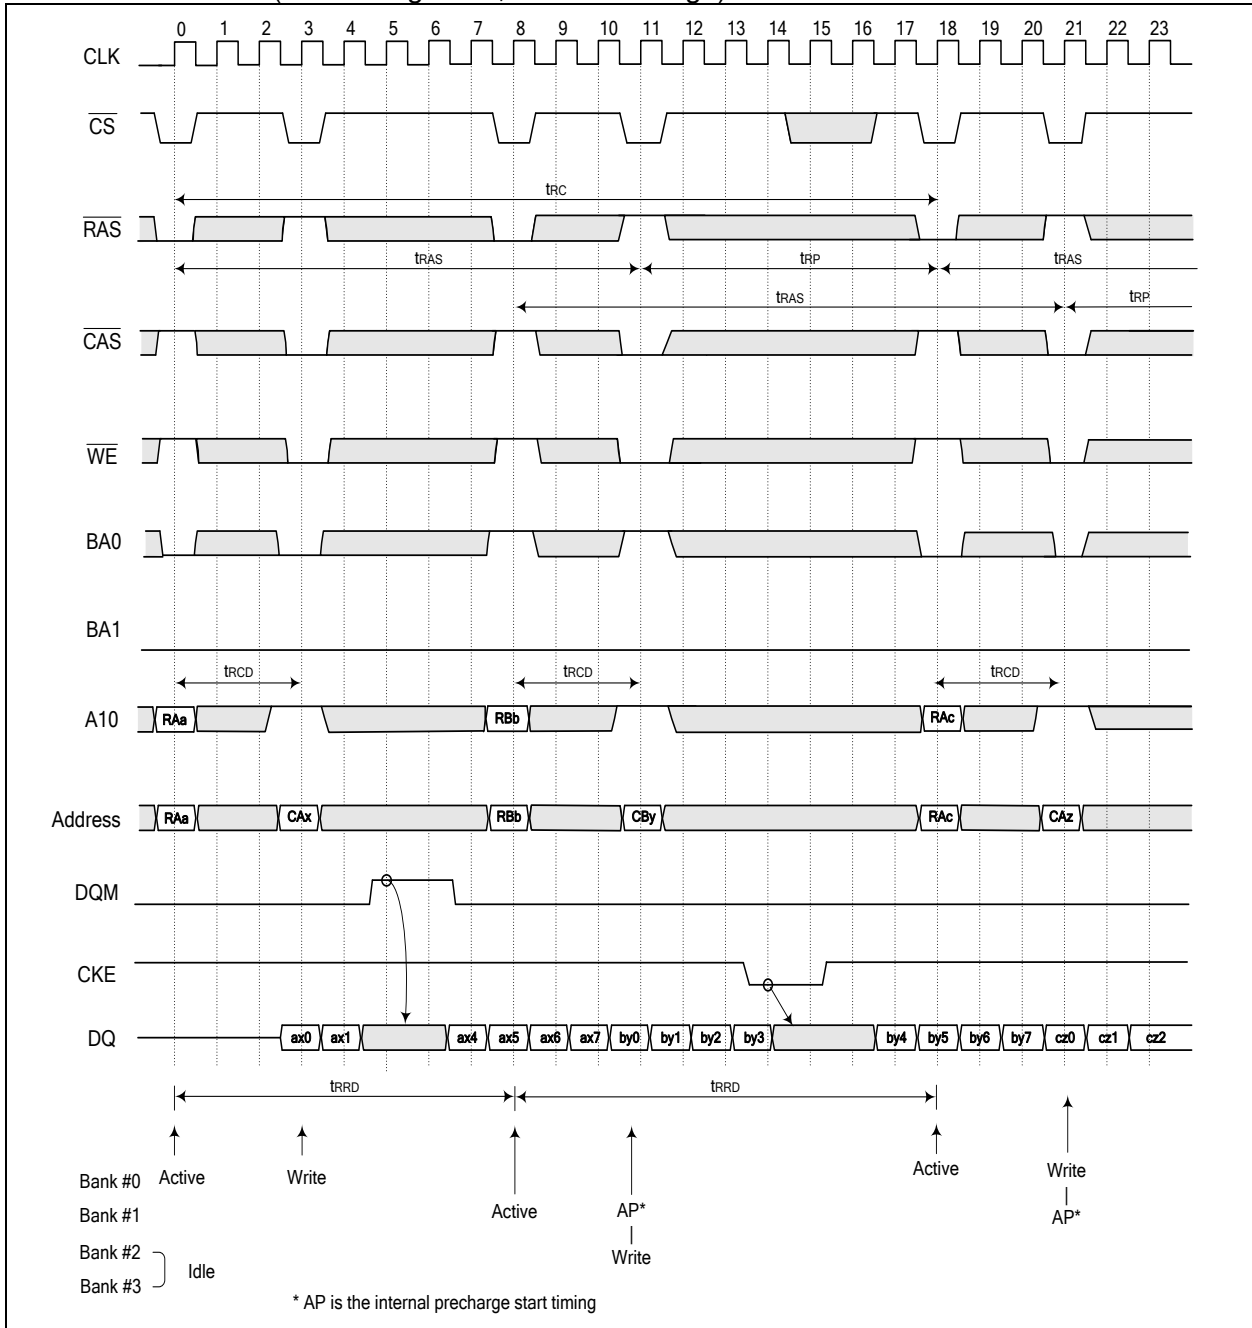 0 1 2 3 4 5 6 7 8 9 10 11 12 13 14 15 16 17 18 19 20 21 22 23
CLK
CS
tRC
RAS
tRAS tRP tRAS
tRAS tRP
CAS
WE
BA0
BA1
tRCD tRCD tRCD
A10 RAa RBb RAc
Address RAa CAx RBb CBy RAc CAz
DQM
CKE
DQ ax0 ax1 ax4 ax5 ax6 ax7 by0 by1 by2 by3 by4 by5 by6 by7 cz0 cz1 cz2
tRRD tRRD
Bank #0 Active Write Active Write
Bank #1 Active AP* AP*
Bank #2 Write
Idle
Bank #3
* AP is the internal precharge start timing